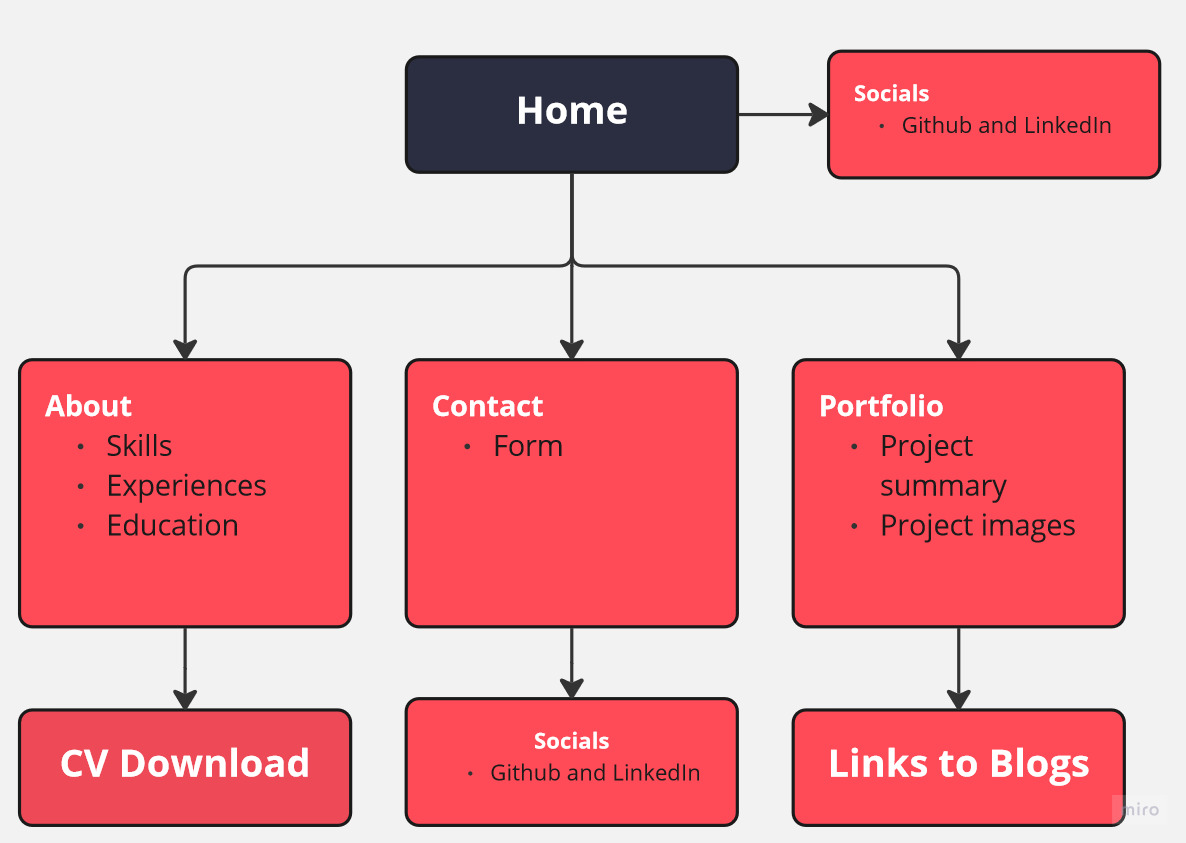 Home
Socials
• Github and LinkedIn
About
• Skills
• Experiences
• Education
Contact
• Form
Portfolio
• Project
summary
• Project images
CV Download
Socials
• Github and LinkedIn
Links to Blogs
miro